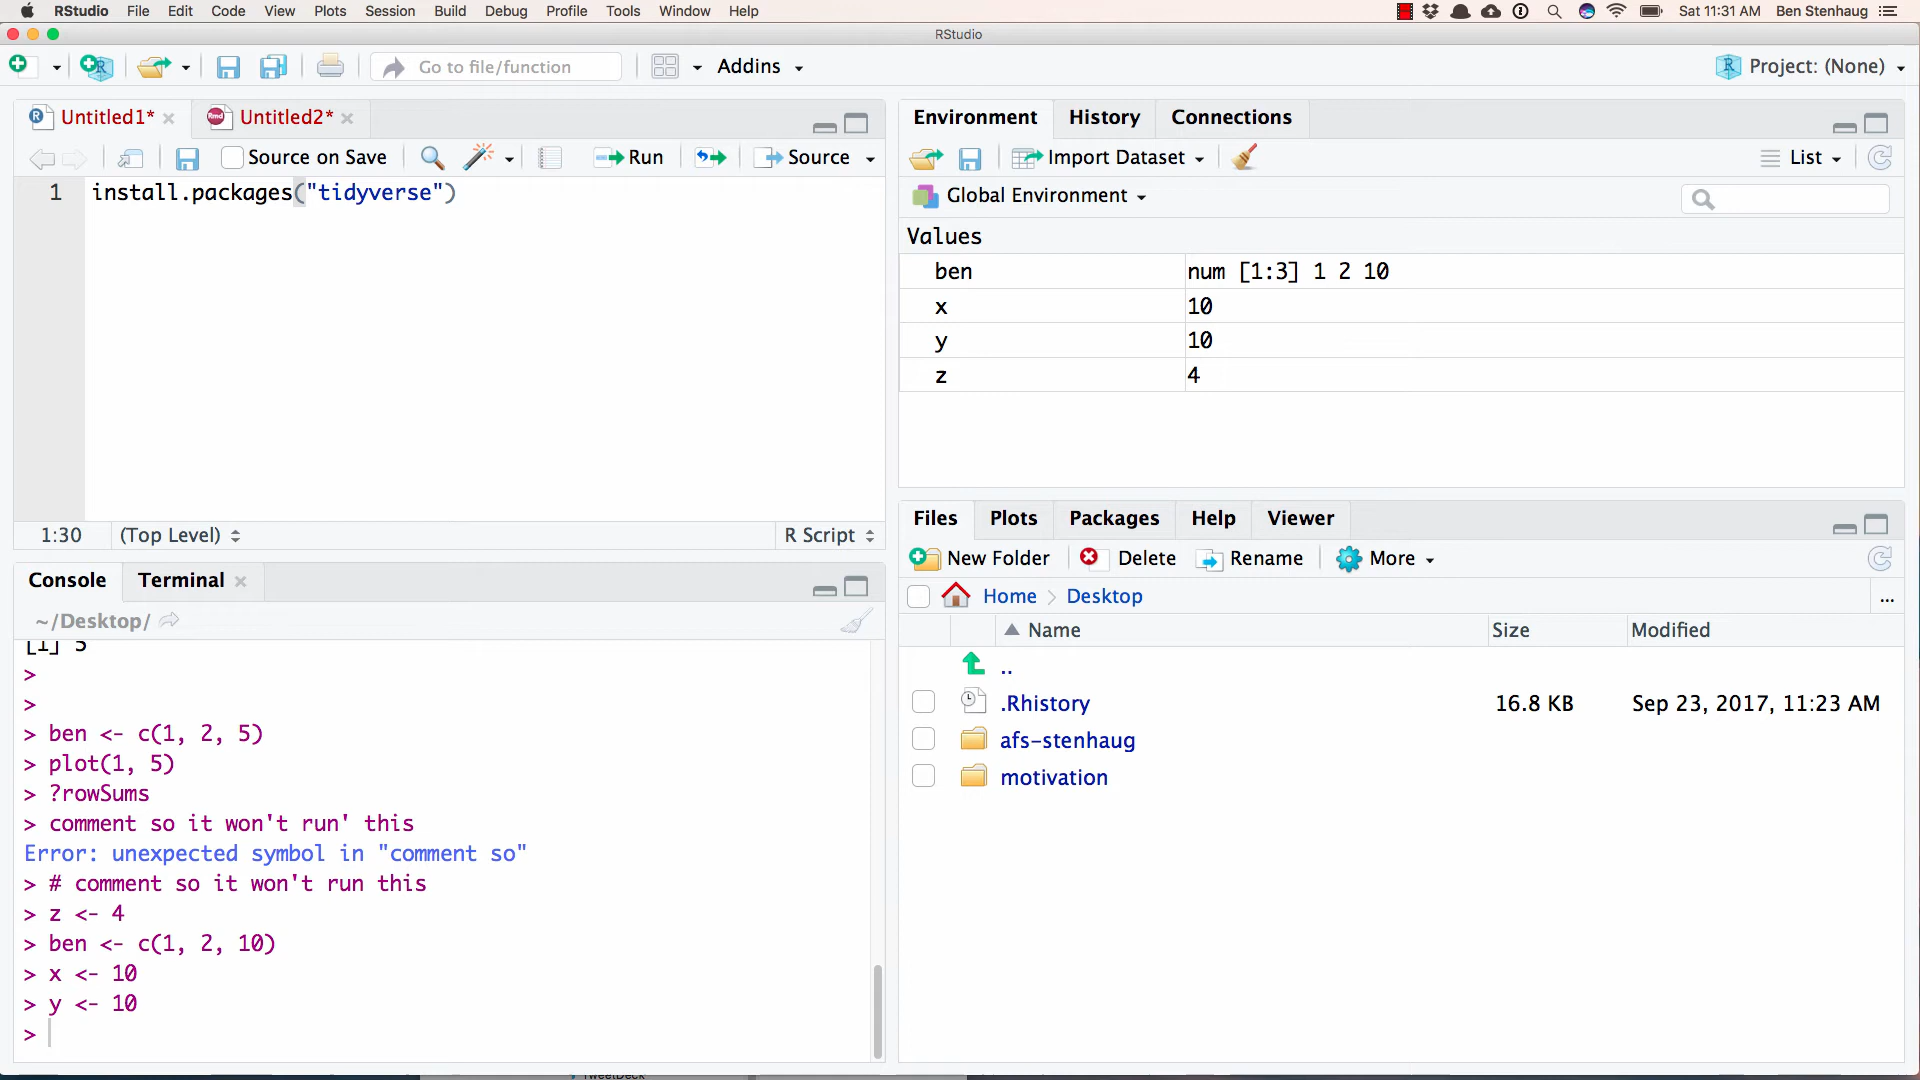 RStudio File Edit Code View Plots Session Build Debug Profile Tools Window Help Sat 11:31 AM Ben Stenhaug
RStudio
Go to file/function Addins Project: (None)
Untitled1* Untitled2*
Source on Save Run Source
1 install.packages("tidyverse")
1:30 (Top Level) R Script
Console Terminal
~/Desktop/
[1] 5
>
>
> ben <- c(1, 2, 5)
> plot(1, 5)
> ?rowSums
> comment so it won't run' this
Error: unexpected symbol in "comment so"
> # comment so it won't run this
> z <- 4
> ben <- c(1, 2, 10)
> x <- 10
> y <- 10
>
Environment History Connections
Import Dataset List
Global Environment
Values
ben num [1:3] 1 2 10
x 10
y 10
z 4
Files Plots Packages Help Viewer
New Folder Delete Rename More
Home Desktop ...
Name Size Modified
..
.Rhistory 16.8 KB Sep 23, 2017, 11:23 AM
afs-stenhaug
motivation
TweetDeck